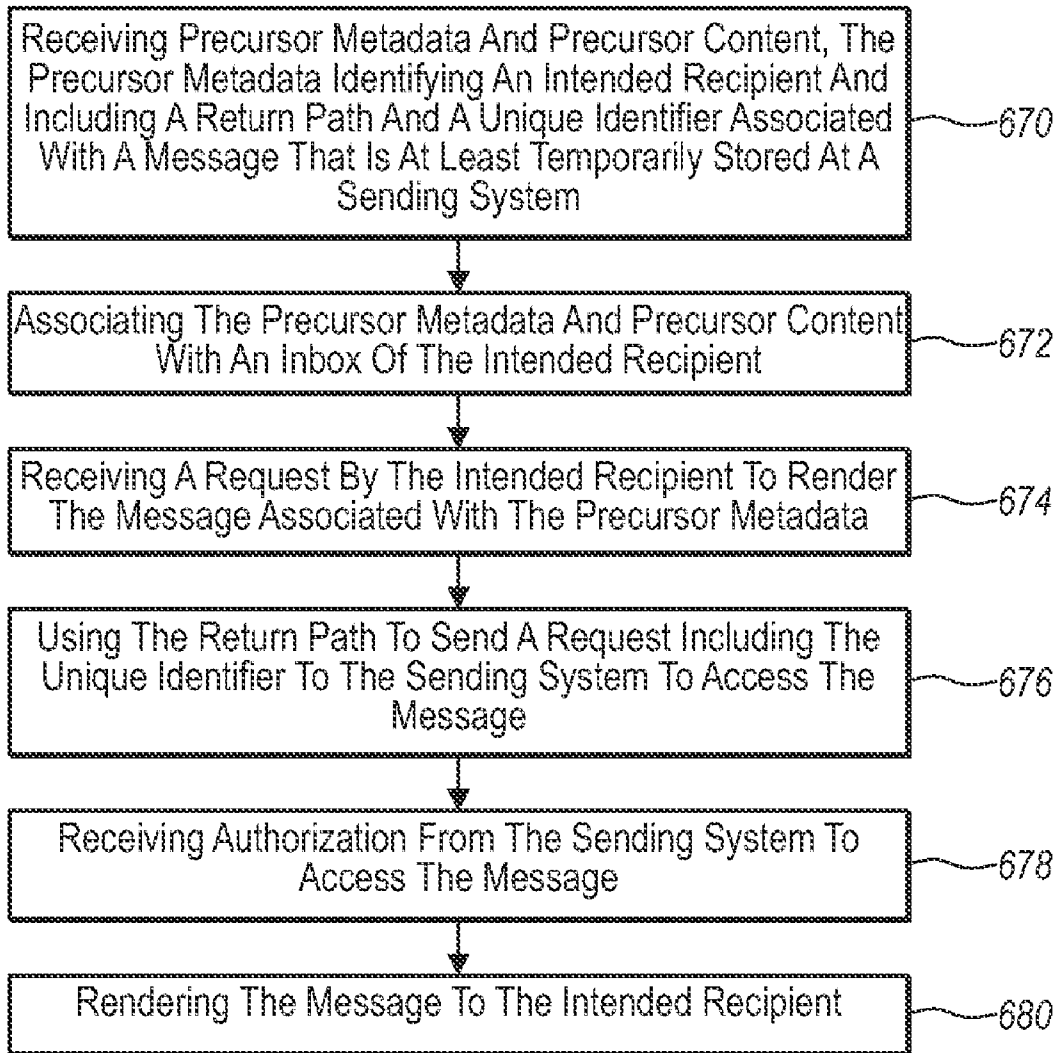 Receiving Precursor Metadata And Precursor Content, The
Precursor Metadata Identifying An Intended Recipient And
Including A Return Path And A Unique Identifier Associated
With A Message That Is At Least Temporarily Stored At A
Sending System
670
Associating The Precursor Metadata And Precursor Content
With An Inbox Of The Intended Recipient
672
Receiving A Request By The Intended Recipient To Render
The Message Associated With The Precursor Metadata
674
Using The Return Path To Send A Request Including The
Unique Identifier To The Sending System To Access The
Message
676
Receiving Authorization From The Sending System To
Access The Message
678
Rendering The Message To The Intended Recipient
680